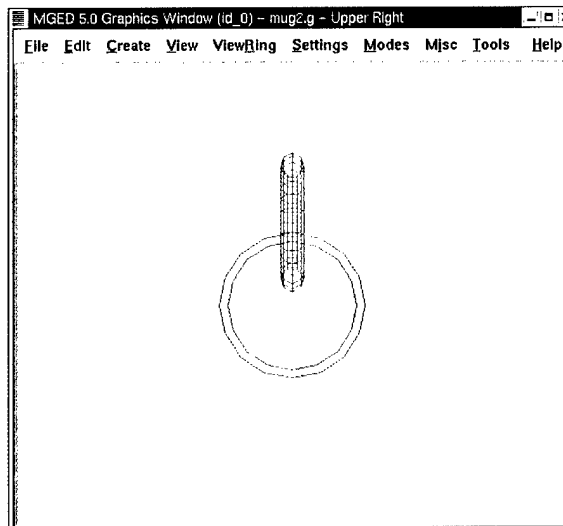 MGED 5.0 Graphics Window (id_0) - mug2.g - Upper Right
File Edit Create View ViewRing Settings Modes Misc Tools Help